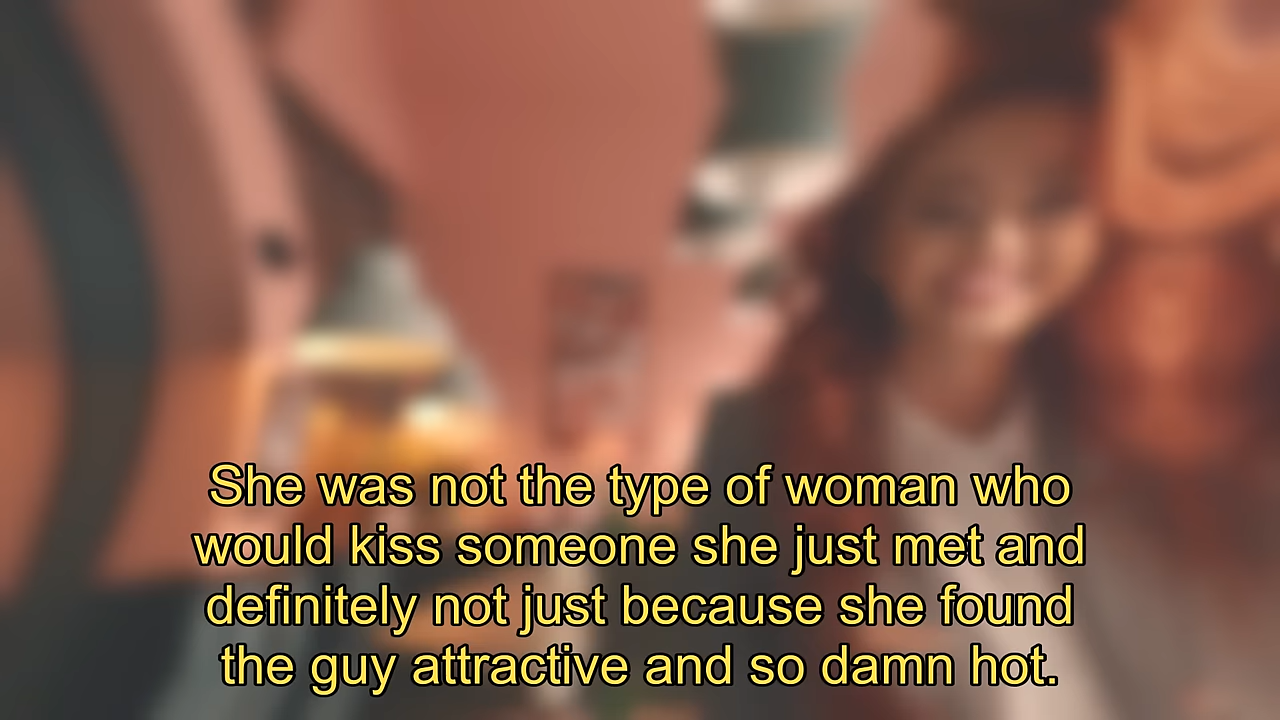 She was not the type of woman who
would kiss someone she just met and
definitely not just because she found
the guy attractive and so damn hot.